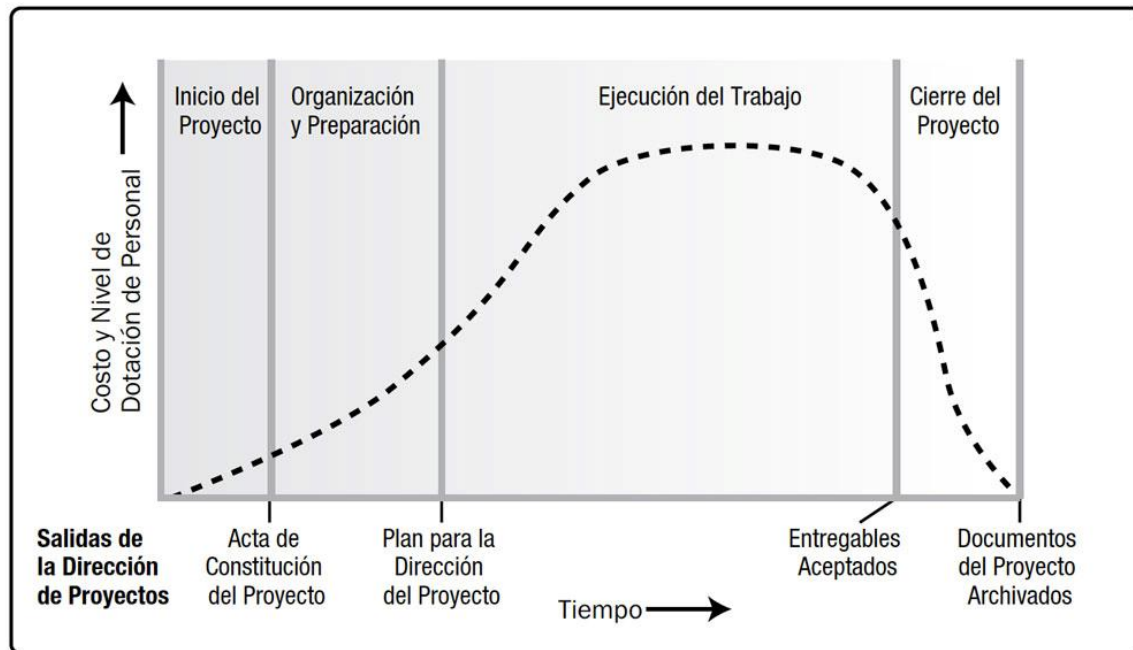 Inicio del
Proyecto
Organización
y Preparación
Ejecución del Trabajo
Cierre del
Proyecto
Costo y Nivel de
Dotación de Personal
Salidas de
la Dirección
de Proyectos
Acta de
Constitución
del Proyecto
Plan para la
Dirección
del Proyecto
Tiempo
Entregables
Aceptados
Documentos
del Proyecto
Archivados